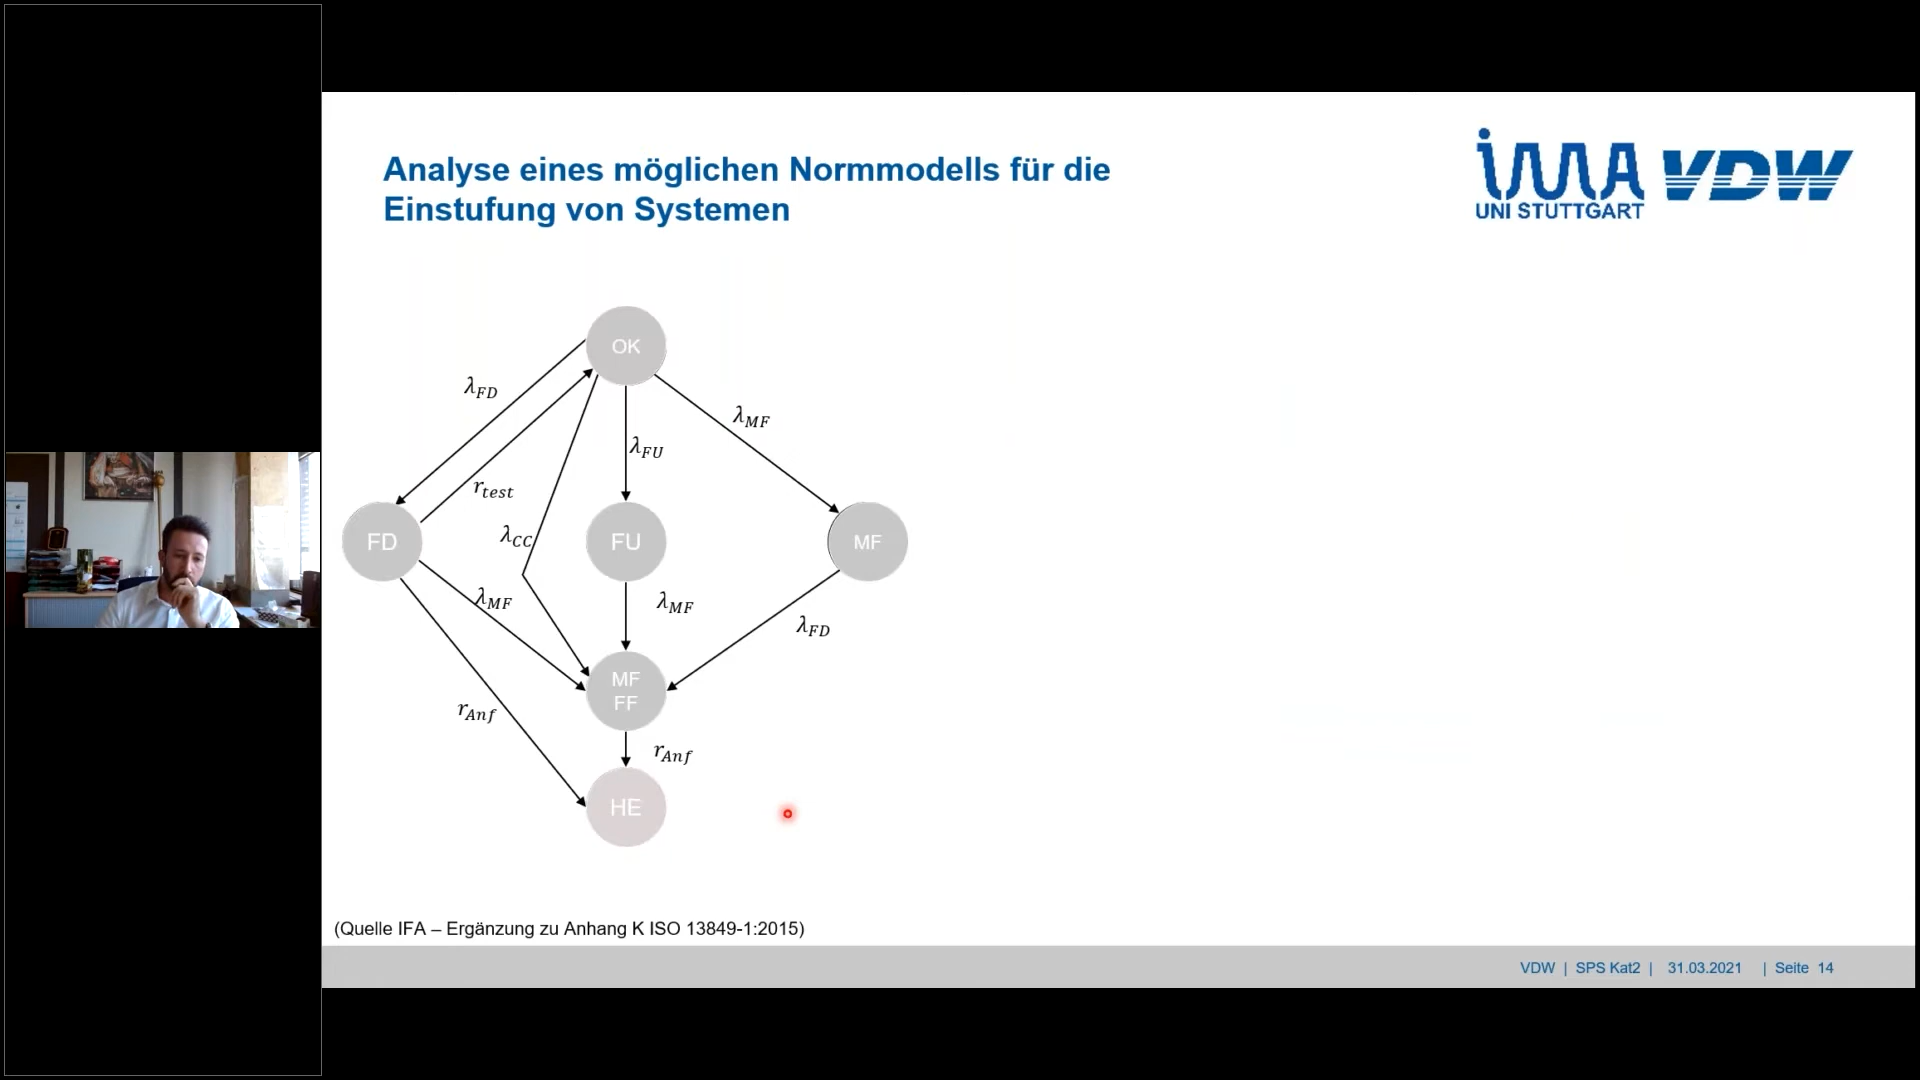 Analyse eines möglichen Normmodells für die
Einstufung von Systemen
ima VDW
UNI STUTTGART
OK
λ_FD
λ_MF
λ_FU
r_test
λ_CC
FD
FU
MF
λ_MF
λ_MF
λ_FD
MF
FF
r_Anf
r_Anf
HE
(Quelle IFA – Ergänzung zu Anhang K ISO 13849-1:2015)
VDW | SPS Kat2 | 31.03.2021 | Seite 14